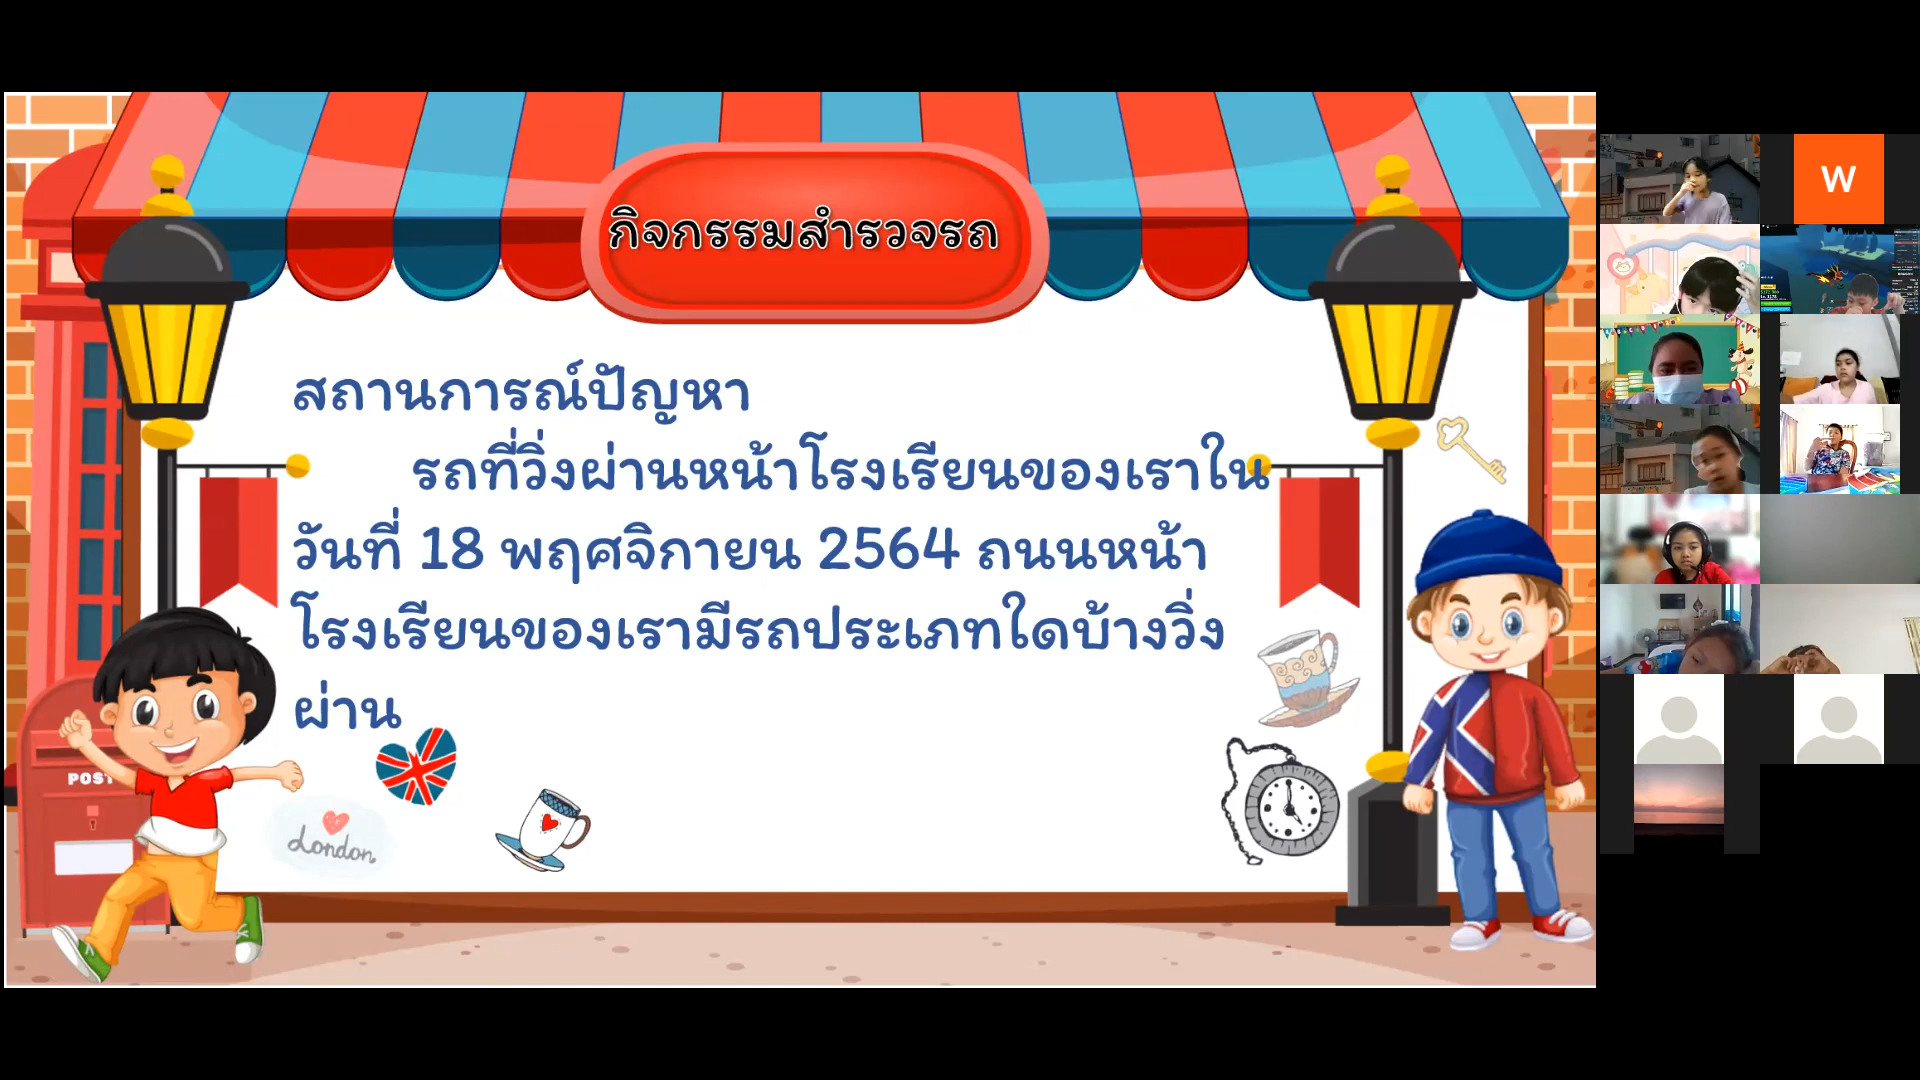 กิจกรรมสำรวจรถ
สถานการณ์ปัญหา
รถที่วิ่งผ่านหน้าโรงเรียนของเราใน
วันที่ 18 พฤศจิกายน 2564 ถนนหน้า
โรงเรียนของเรามีรถประเภทใดบ้างวิ่ง
ผ่าน
POST
London
W